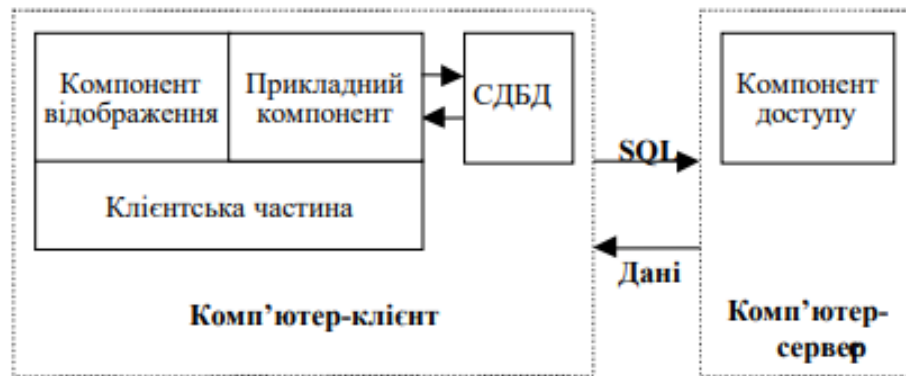 Компонент
відображення
Прикладний
компонент
СДБД
Клієнтська частина
Комп’ютер-клієнт
SQL
Дані
Компонент
доступу
Комп’ютер-
сервер